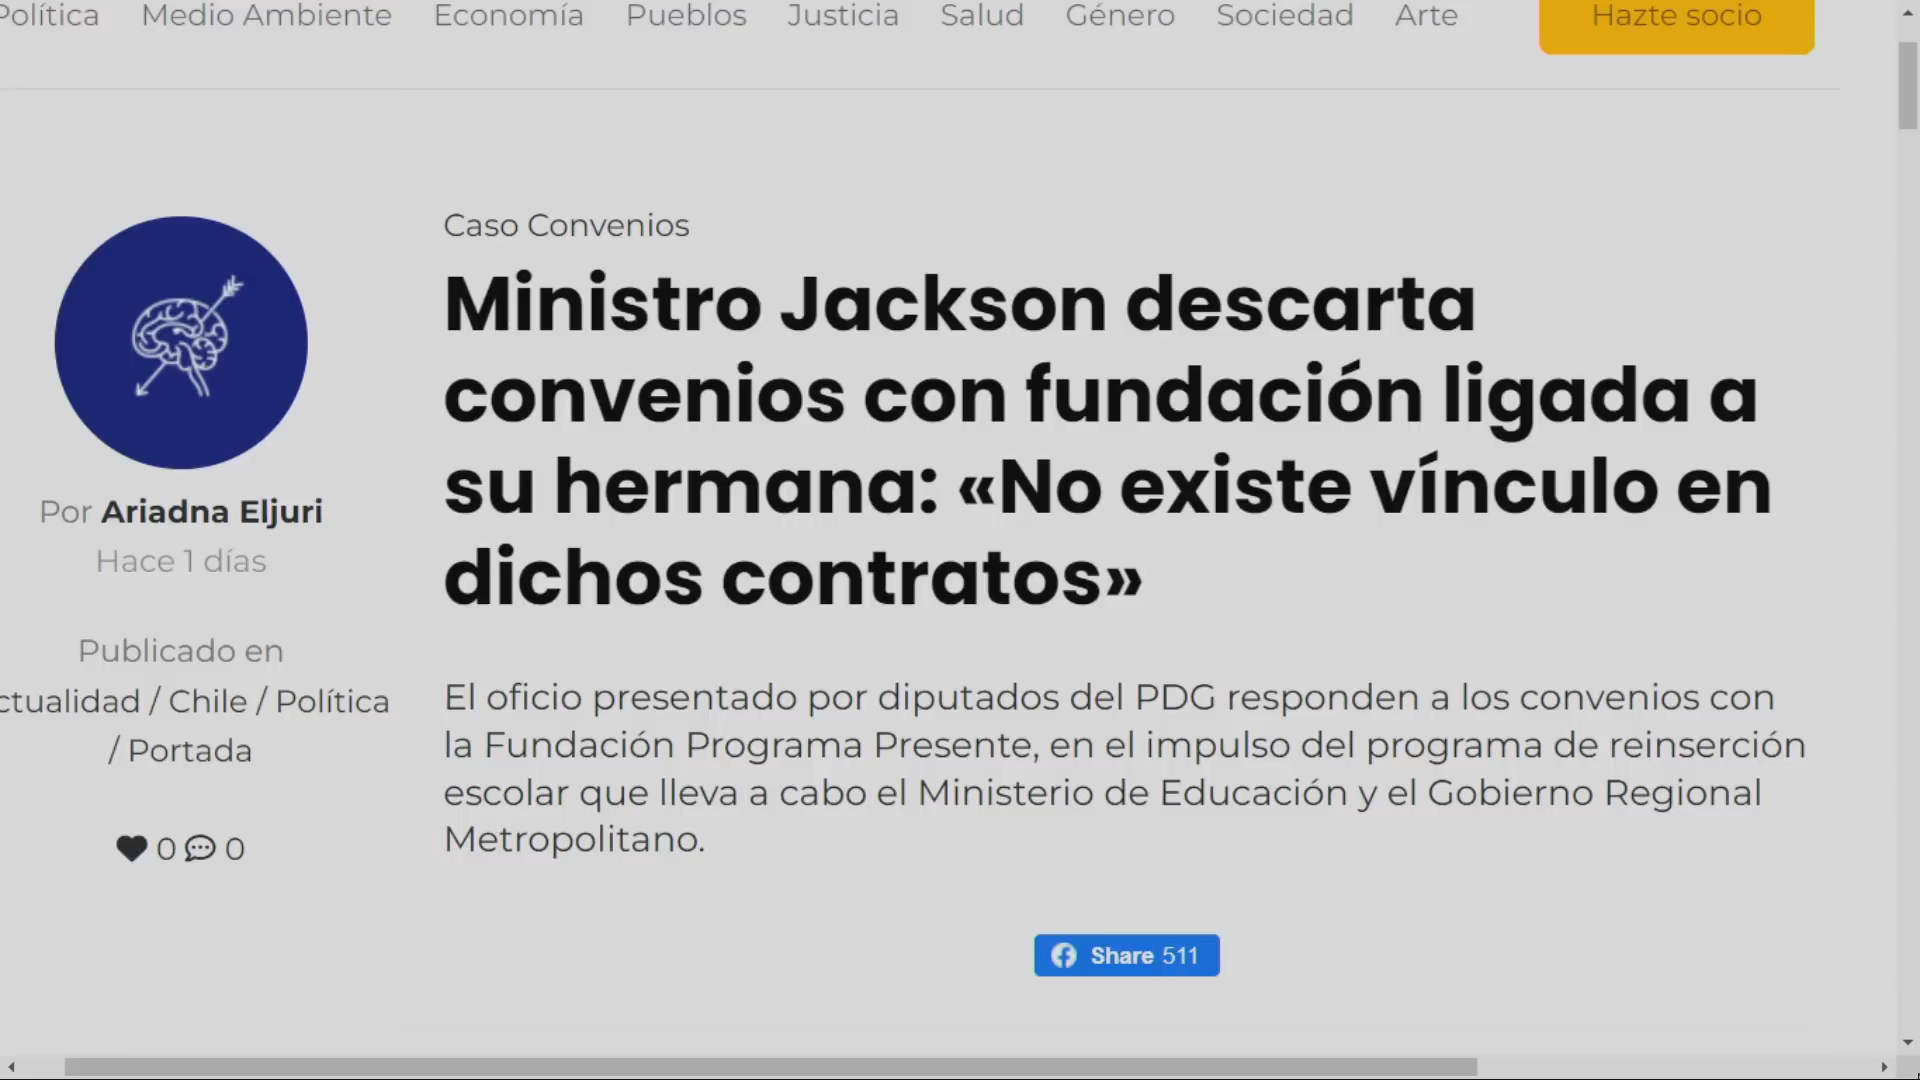 Política Medio Ambiente Economía Pueblos Justicia Salud Género Sociedad Arte Hazte socio
Caso Convenios
Ministro Jackson descarta
convenios con fundación ligada a
su hermana: «No existe vínculo en
dichos contratos»
Por Ariadna Eljuri
Hace 1 días
Publicado en
ctualidad / Chile / Política
/ Portada
0 0
El oficio presentado por diputados del PDG responden a los convenios con
la Fundación Programa Presente, en el impulso del programa de reinserción
escolar que lleva a cabo el Ministerio de Educación y el Gobierno Regional
Metropolitano.
Share 511